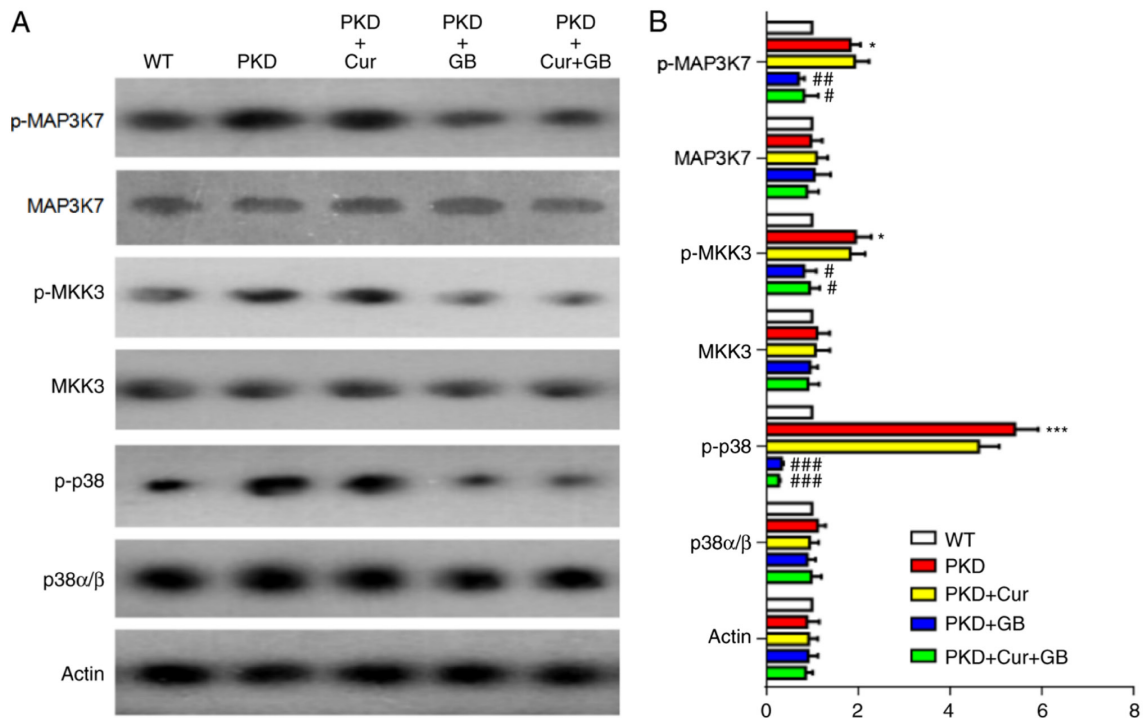 A
WT
PKD
PKD
+
Cur
PKD
+
GB
PKD
+
Cur+GB
p-MAP3K7
MAP3K7
p-MKK3
MKK3
p-p38
p38α/β
Actin
B
p-MAP3K7
*
##
#
MAP3K7
p-MKK3
*
#
#
MKK3
p-p38
***
###
###
p38α/β
Actin
WT
PKD
PKD+Cur
PKD+GB
PKD+Cur+GB
0 2 4 6 8